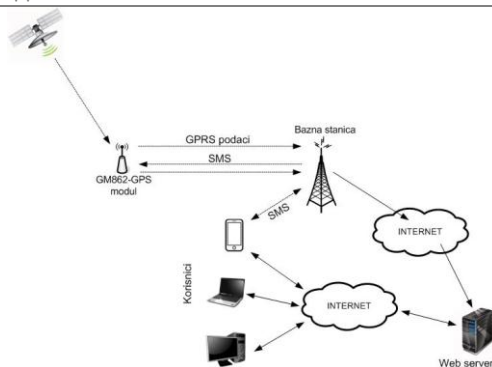 Bazna stanica
GPRS podaci
SMS
GM862-GPS
modul
SMS
INTERNET
Korisnici
INTERNET
Web server